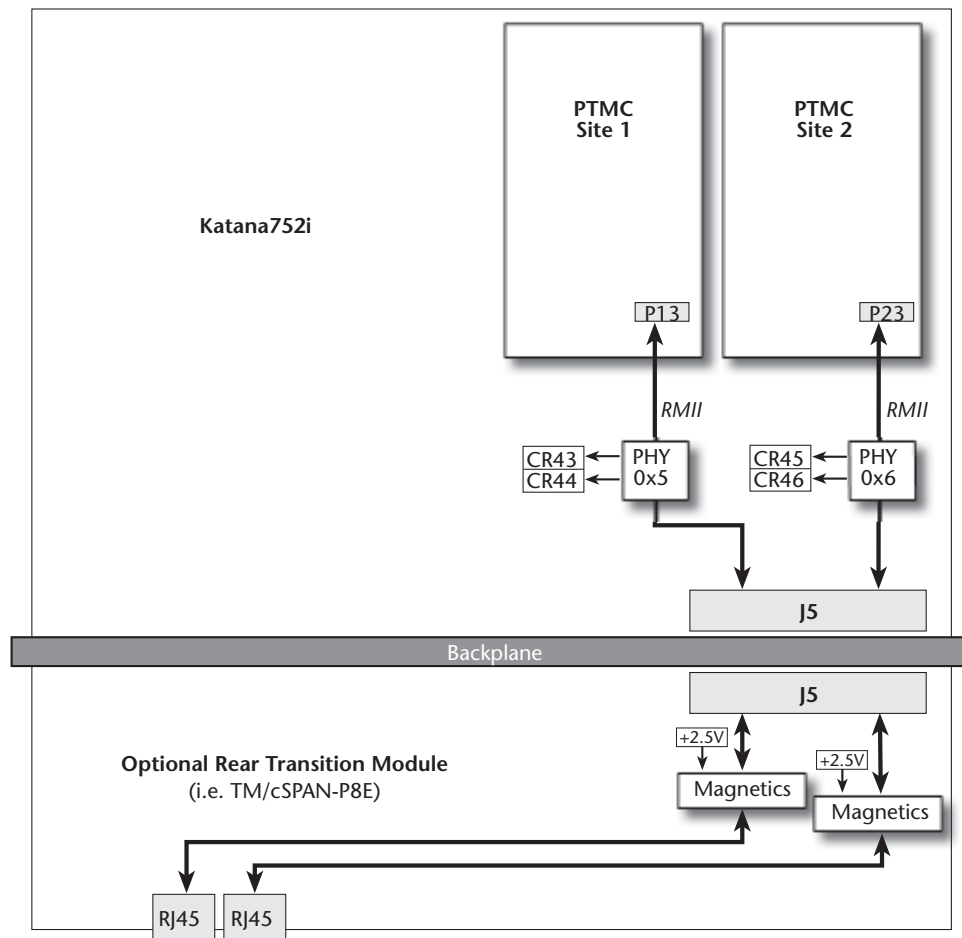 PTMC
Site 1
PTMC
Site 2
Katana752i
P13
P23
RMII
RMII
CR43
CR44
PHY
0x5
CR45
CR46
PHY
0x6
J5
Backplane
J5
+2.5V
+2.5V
Optional Rear Transition Module
(i.e. TM/cSPAN-P8E)
Magnetics
Magnetics
RJ45
RJ45